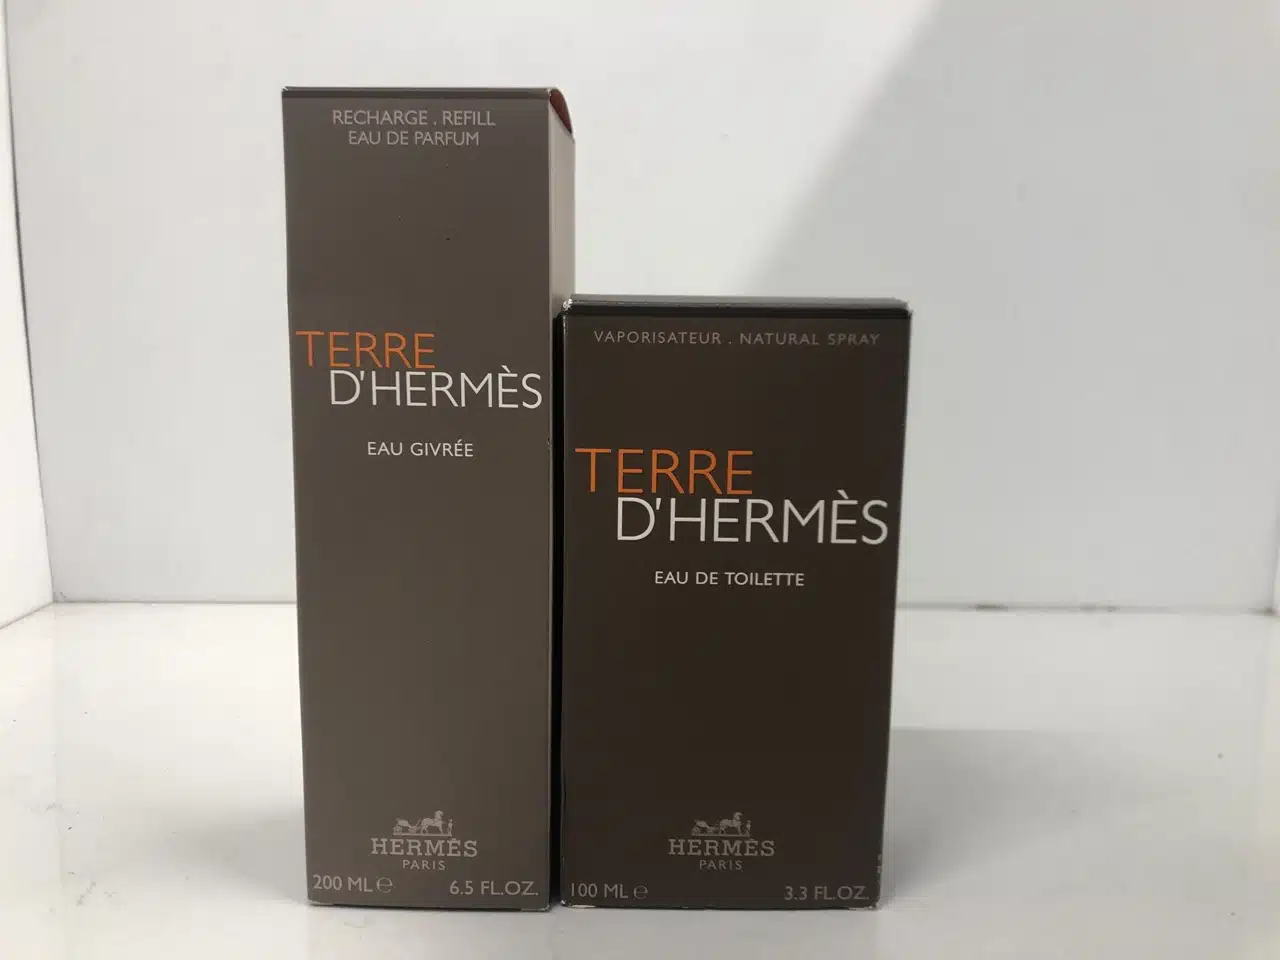 RECHARGE . REFILL
EAU DE PARFUM
TERRE
D'HERMÈS
EAU GIVRÉE
HERMÈS
PARIS
200 ML ℮ 6.5 FL.OZ.
VAPORISATEUR . NATURAL SPRAY
TERRE
D'HERMÈS
EAU DE TOILETTE
HERMÈS
PARIS
100 ML ℮ 3.3 FL.OZ.